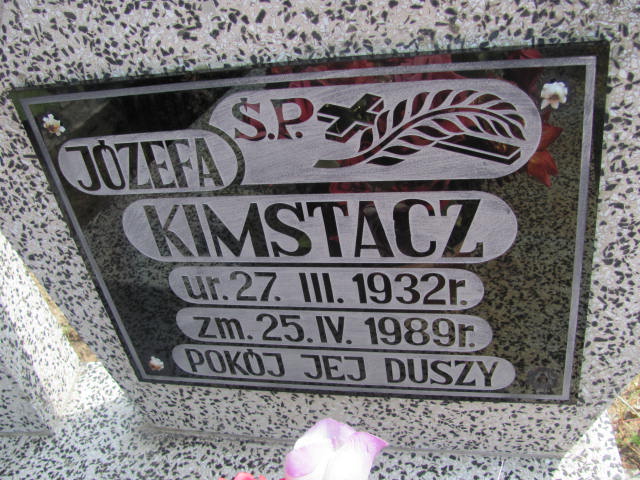 Ś.P.
JÓZEFA
KIMSTACZ
ur. 27. III. 1932r.
zm. 25. IV. 1989r.
POKÓJ JEJ DUSZY